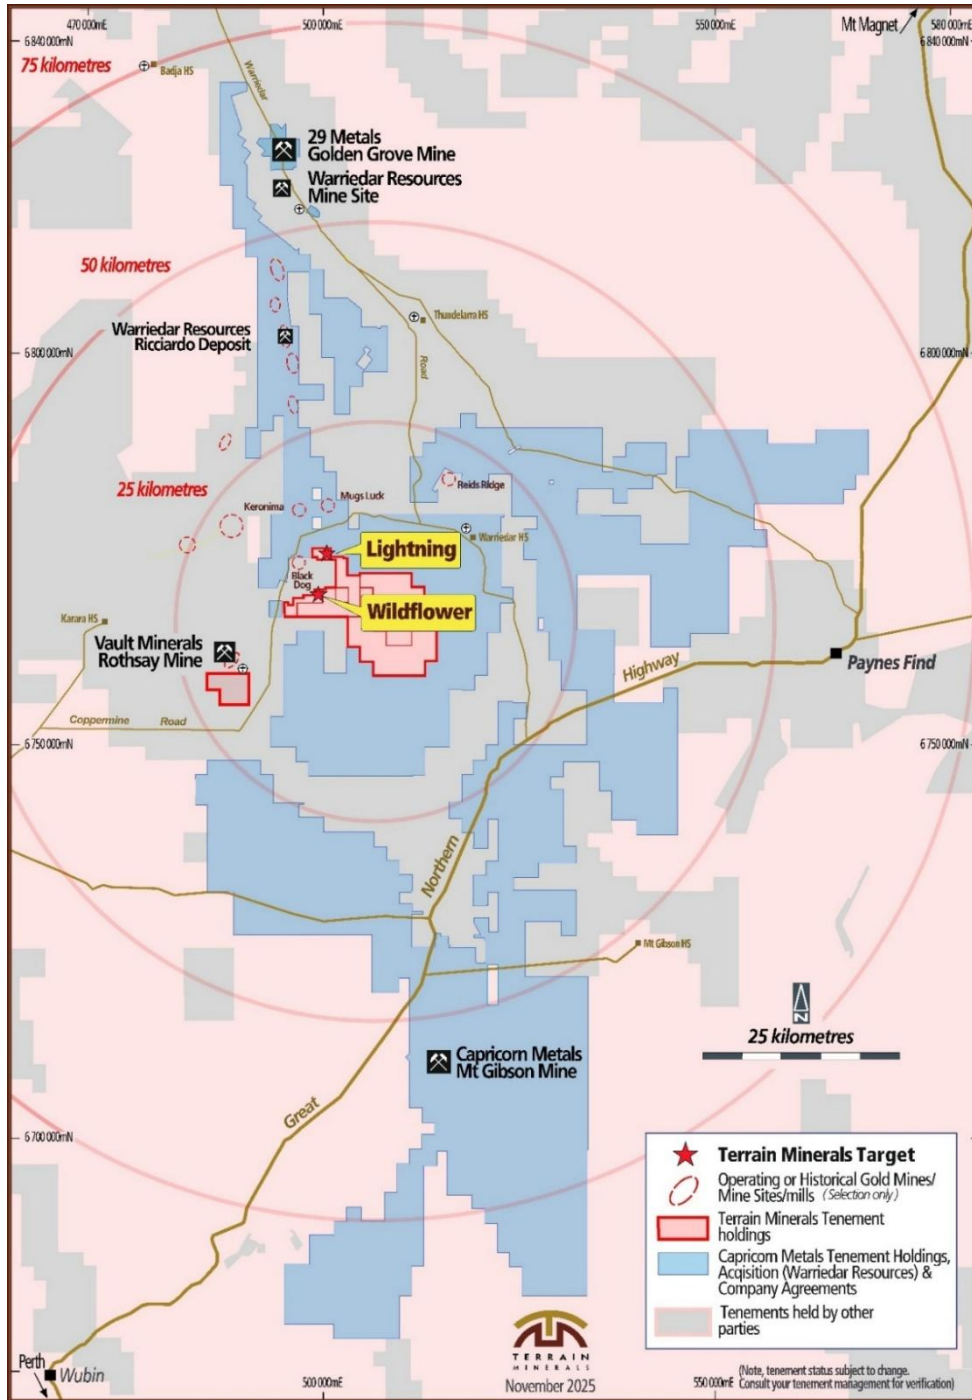 470 000mE
500 000mE
550 000mE
580 000mE
6 840 000mN
6 840 000mN
Mt Magnet
75 kilometres
Badja HS
Warriedar
29 Metals
Golden Grove Mine
Warriedar Resources
Mine Site
50 kilometres
Thundelarra HS
Warriedar Resources
Ricciardo Deposit
6 800 000mN
6 800 000mN
Road
25 kilometres
Reids Ridge
Mugs Luck
Keronima
Warriedar HS
Lightning
Black
Dog
Wildflower
Karara HS
Vault Minerals
Rothsay Mine
Highway
Paynes Find
Coppermine Road
6 750 000mN
6 750 000mN
Northern
Mt Gibson HS
N
25 kilometres
Capricorn Metals
Mt Gibson Mine
Great
6 700 000mN
Terrain Minerals Target
Operating or Historical Gold Mines/
Mine Sites/mills (Selection only)
Terrain Minerals Tenement
holdings
Capricorn Metals Tenement Holdings,
Acqisition (Warriedar Resources) &
Company Agreements
Tenements held by other
parties
TERRAIN
MINERALS
November 2025
Perth
Wubin
(Note, tenement status subject to change.
Consult your tenement management for verification)
500 000mE
550 000mE